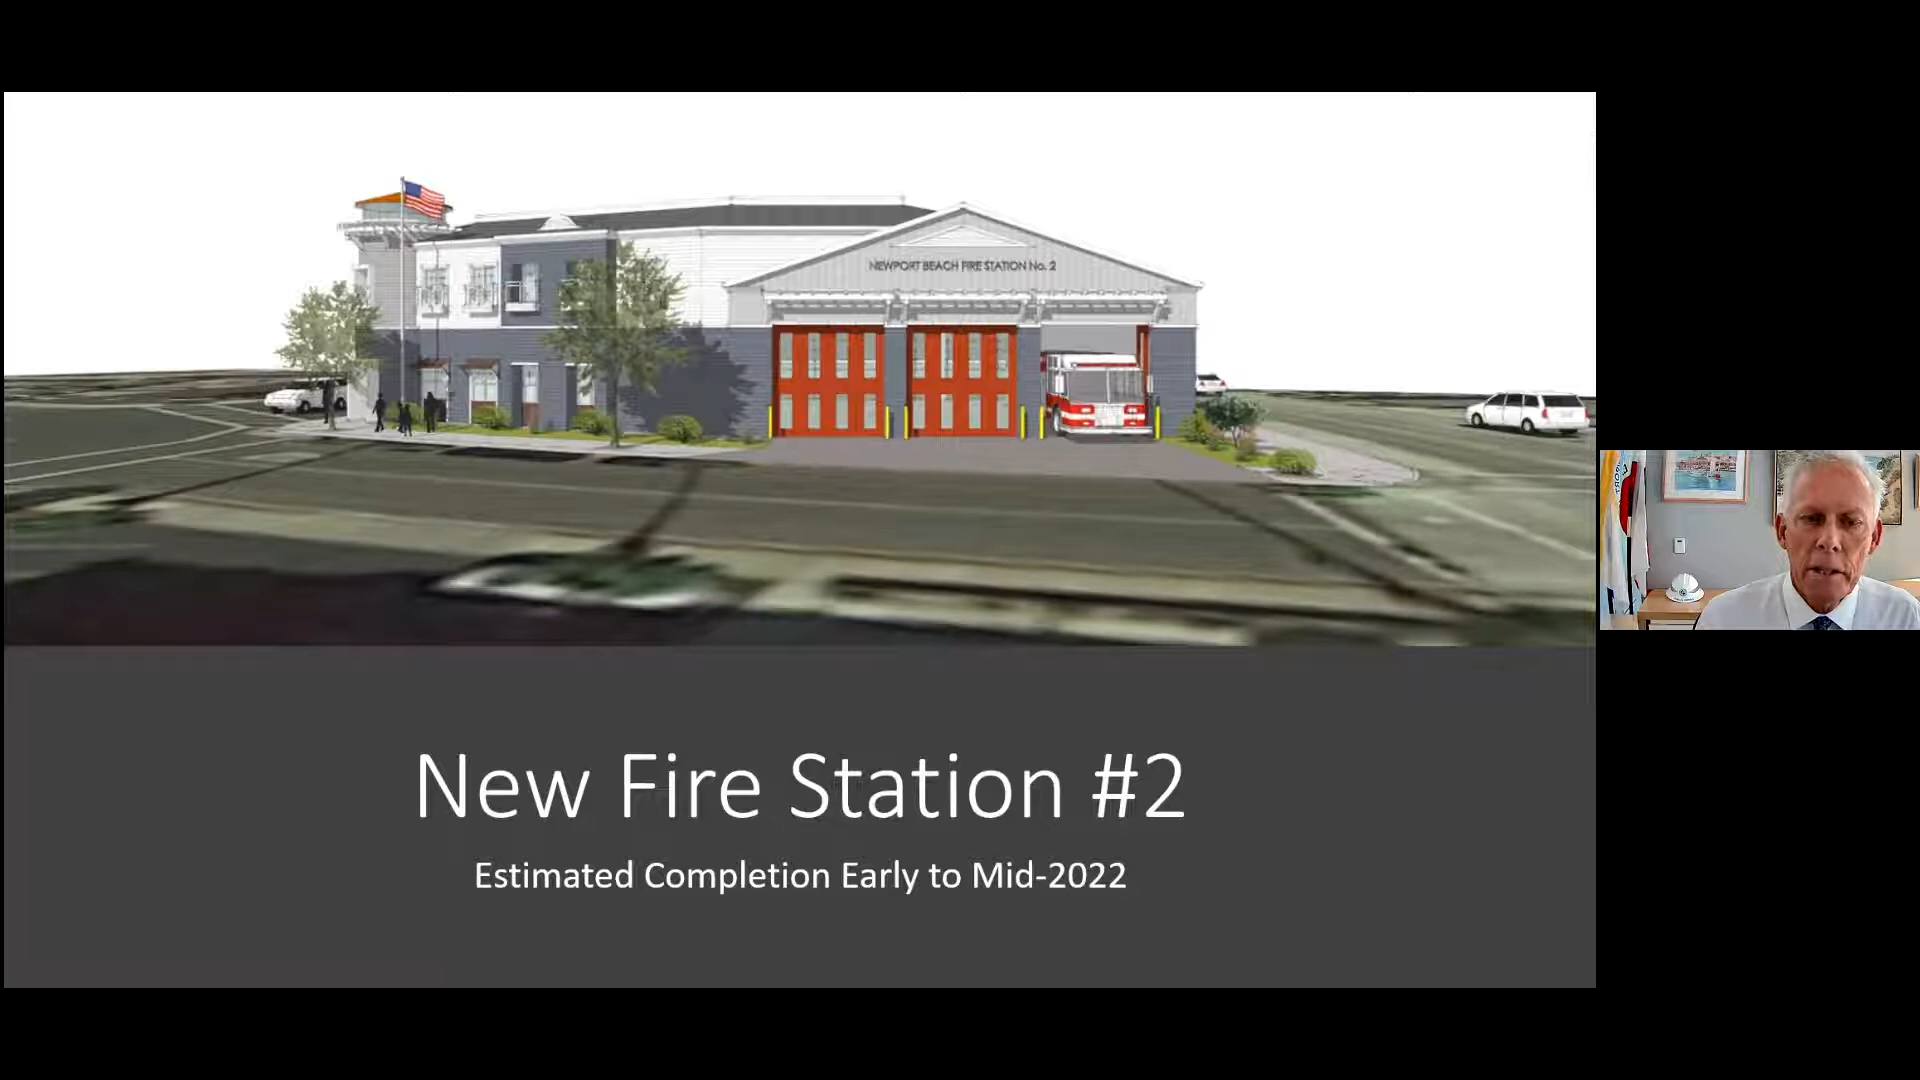 NEWPORT BEACH FIRE STATION No. 2
New Fire Station #2
Estimated Completion Early to Mid-2022